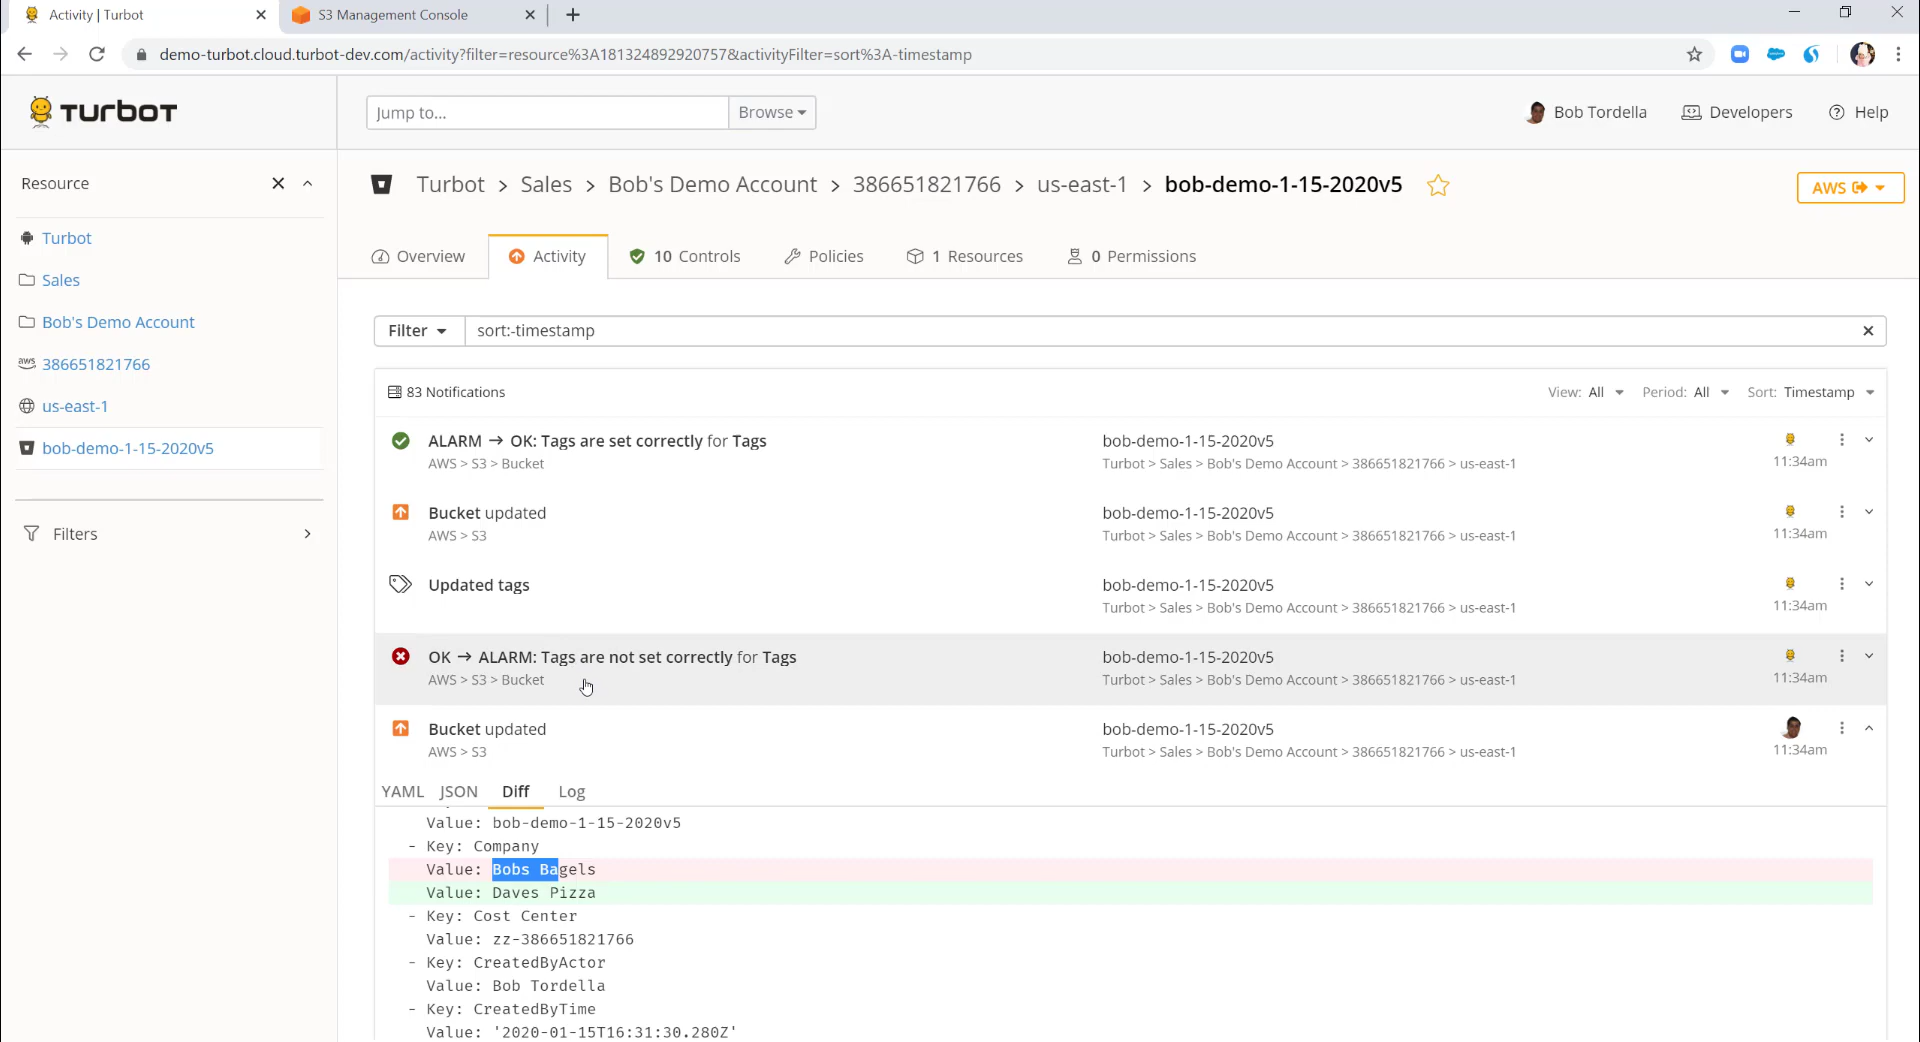 Activity | Turbot
S3 Management Console
demo-turbot.cloud.turbot-dev.com/activity?filter=resource%3A181324892920757&activityFilter=sort%3A-timestamp
TURBOT
Jump to...
Browse
Bob Tordella
Developers
Help
Resource
Turbot
Sales
Bob's Demo Account
aws 386651821766
us-east-1
bob-demo-1-15-2020v5
Filters
Turbot > Sales > Bob's Demo Account > 386651821766 > us-east-1 > bob-demo-1-15-2020v5
AWS
Overview
Activity
10 Controls
Policies
1 Resources
0 Permissions
Filter
sort:-timestamp
83 Notifications
View: All
Period: All
Sort: Timestamp
ALARM → OK: Tags are set correctly for Tags
AWS > S3 > Bucket
bob-demo-1-15-2020v5
Turbot > Sales > Bob's Demo Account > 386651821766 > us-east-1
11:34am
Bucket updated
AWS > S3
bob-demo-1-15-2020v5
Turbot > Sales > Bob's Demo Account > 386651821766 > us-east-1
11:34am
Updated tags
bob-demo-1-15-2020v5
Turbot > Sales > Bob's Demo Account > 386651821766 > us-east-1
11:34am
OK → ALARM: Tags are not set correctly for Tags
AWS > S3 > Bucket
bob-demo-1-15-2020v5
Turbot > Sales > Bob's Demo Account > 386651821766 > us-east-1
11:34am
Bucket updated
AWS > S3
bob-demo-1-15-2020v5
Turbot > Sales > Bob's Demo Account > 386651821766 > us-east-1
11:34am
YAML
JSON
Diff
Log
Value: bob-demo-1-15-2020v5
- Key: Company
Value: Bobs Bagels
Value: Daves Pizza
- Key: Cost Center
Value: zz-386651821766
- Key: CreatedByActor
Value: Bob Tordella
- Key: CreatedByTime
Value: '2020-01-15T16:31:30.280Z'